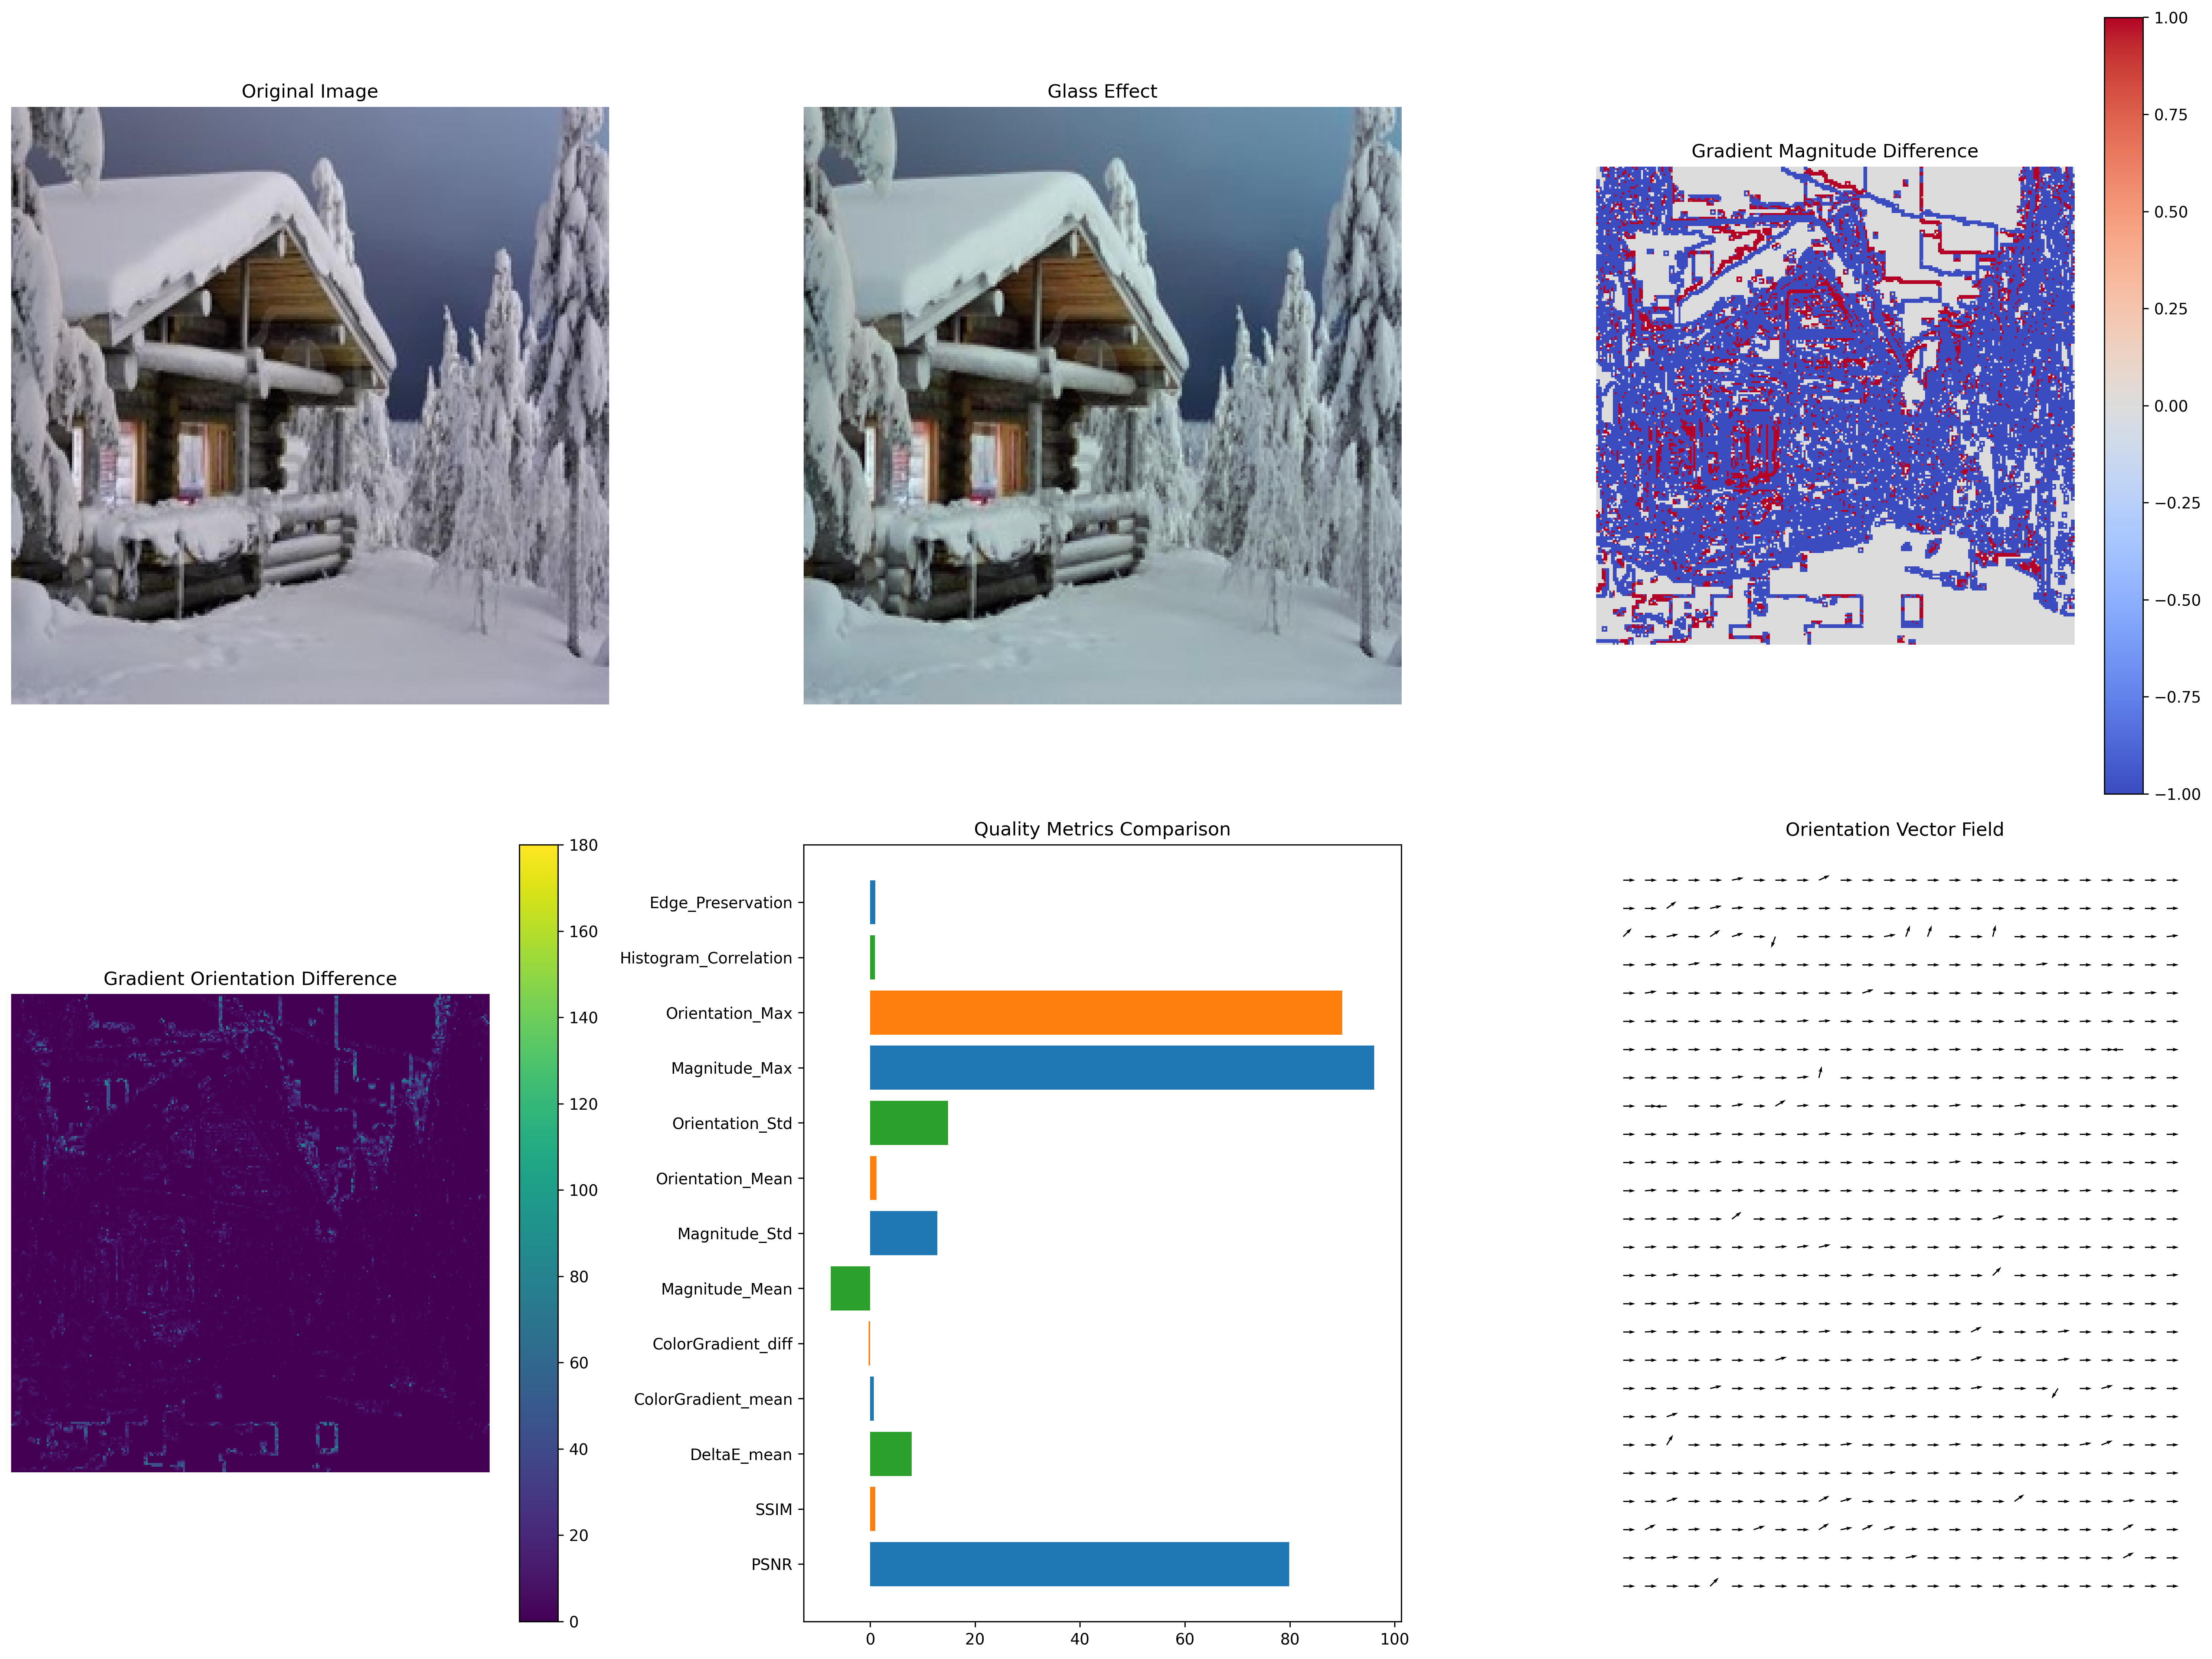 Original Image
Glass Effect
Gradient Magnitude Difference
1.00
0.75
0.50
0.25
0.00
−0.25
−0.50
−0.75
−1.00
Gradient Orientation Difference
180
160
140
120
100
80
60
40
20
0
Quality Metrics Comparison
Edge_Preservation
Histogram_Correlation
Orientation_Max
Magnitude_Max
Orientation_Std
Orientation_Mean
Magnitude_Std
Magnitude_Mean
ColorGradient_diff
ColorGradient_mean
DeltaE_mean
SSIM
PSNR
0 20 40 60 80 100
Orientation Vector Field